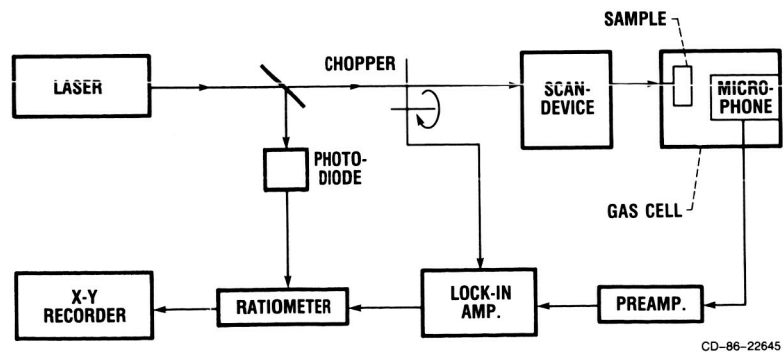 SAMPLE
CHOPPER
LASER
SCAN-
DEVICE
MICRO-
PHONE
PHOTO-
DIODE
GAS CELL
X-Y
RECORDER
RATIOMETER
LOCK-IN
AMP.
PREAMP.
CD-86-22645